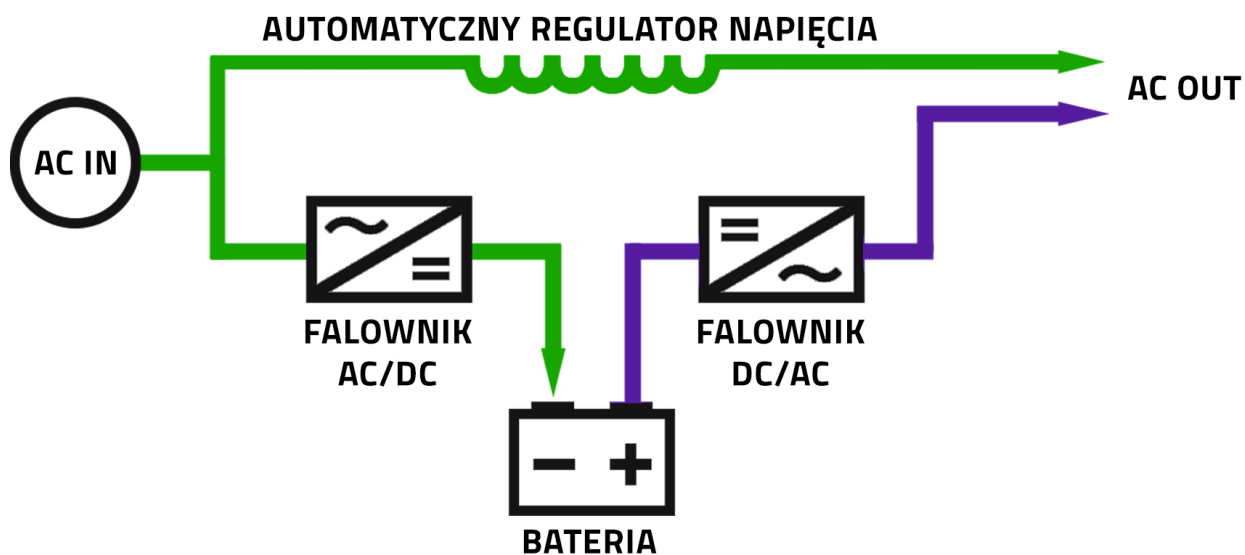 AUTOMATYCZNY REGULATOR NAPIĘCIA
AC OUT
AC IN
FALOWNIK
AC/DC
FALOWNIK
DC/AC
BATERIA